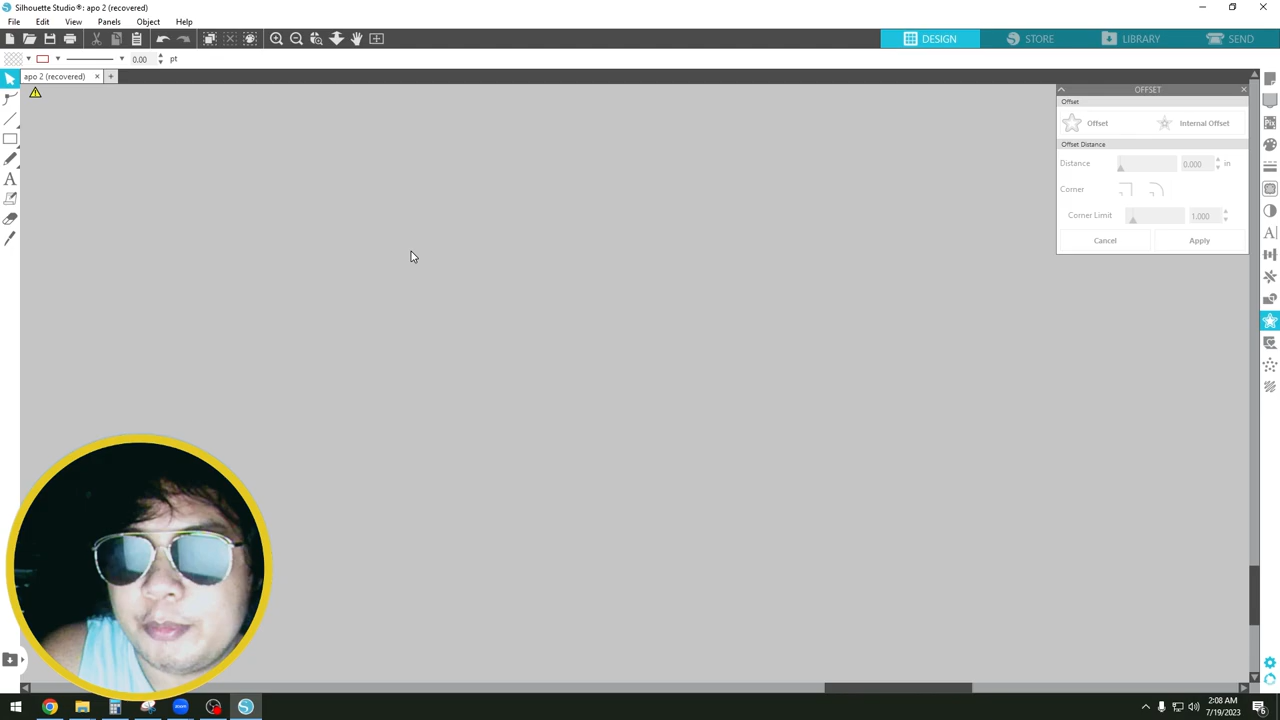 Silhouette Studio®: apo 2 (recovered)
File Edit View Panels Object Help
DESIGN STORE LIBRARY SEND
0.00 pt
apo 2 (recovered) × +
OFFSET
Offset
Offset Internal Offset
Offset Distance
Distance 0.000 in
Corner
Corner Limit 1.000
Cancel Apply
zoom
2:08 AM
7/19/2023